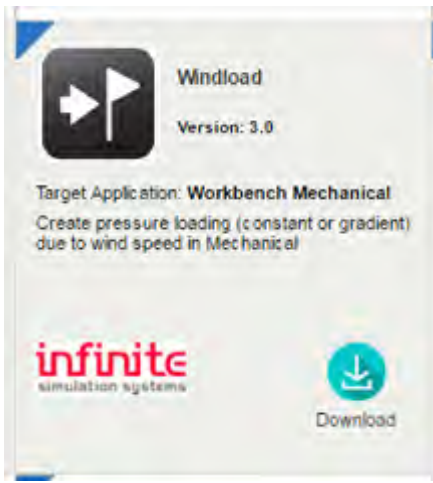 Windload
Version: 3.0
Target Application: Workbench Mechanical
Create pressure loading (constant or gradient)
due to wind speed in Mechanical
infinite
simulation systems
Download